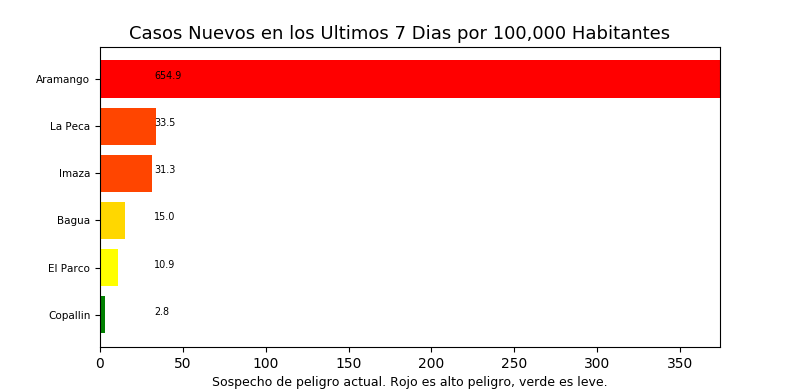 Casos Nuevos en los Ultimos 7 Dias por 100,000 Habitantes
Aramango 654.9
La Peca 33.5
Imaza 31.3
Bagua 15.0
El Parco 10.9
Copallin 2.8
0 50 100 150 200 250 300 350
Sospecho de peligro actual. Rojo es alto peligro, verde es leve.